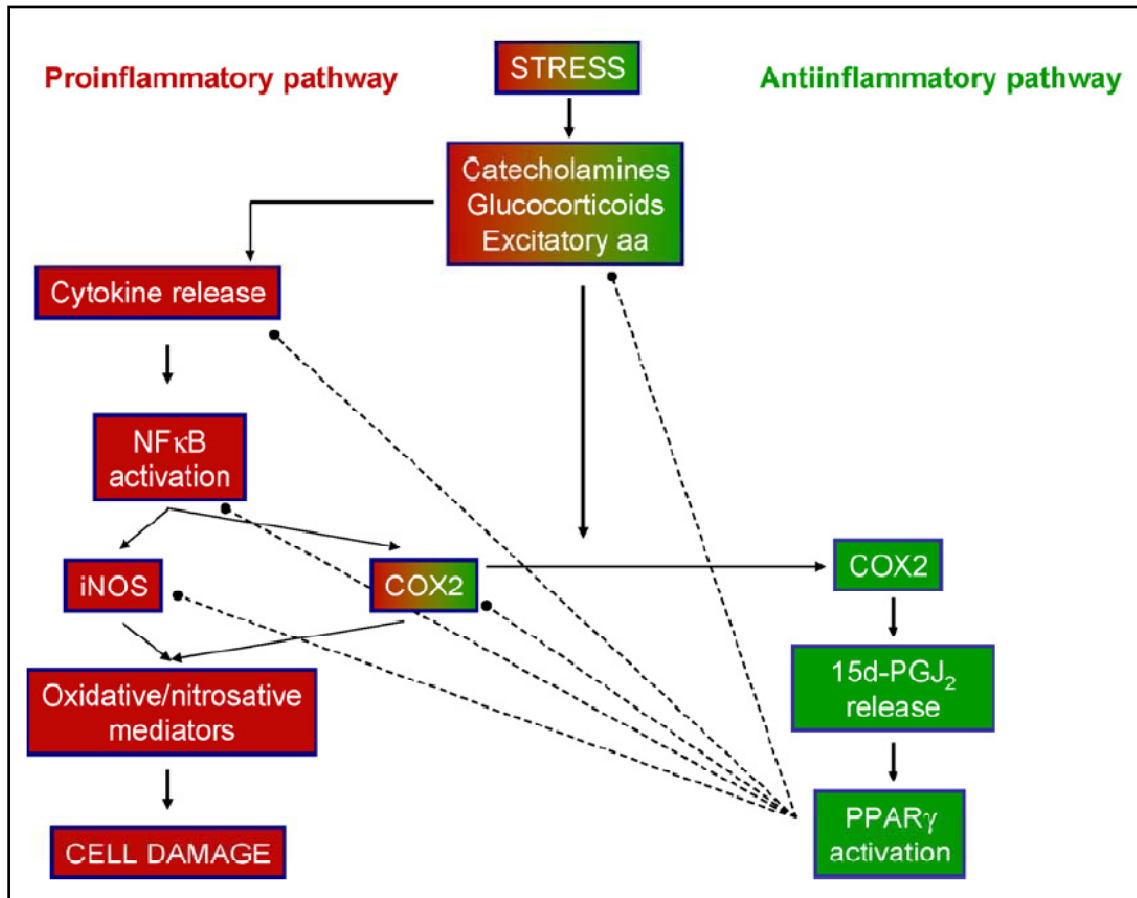 Proinflammatory pathway
STRESS
Antiinflammatory pathway
Catecholamines
Glucocorticoids
Excitatory aa
Cytokine release
NFκB
activation
iNOS
COX2
COX2
Oxidative/nitrosative
mediators
15d-PGJ₂
release
CELL DAMAGE
PPARγ
activation